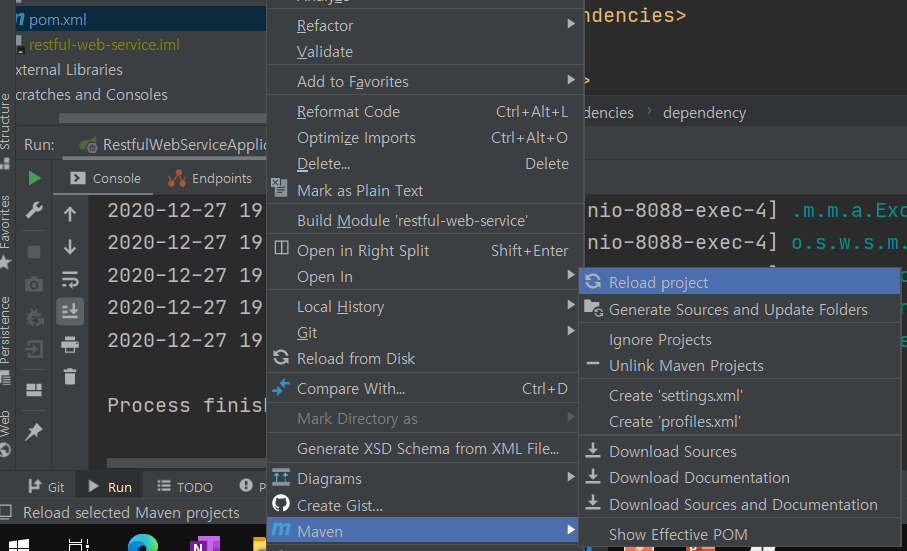 pom.xml
restful-web-service.iml
xternal Libraries
cratches and Consoles
Structure
Favorites
Persistence
Web
Run:
RestfulWebServiceApplic
Console
Endpoints
2020-12-27 19
2020-12-27 19
2020-12-27 19
2020-12-27 19
2020-12-27 19
Process finish
Git
Run
TODO
P
Reload selected Maven projects
Refactor
Validate
Add to Favorites
Reformat Code Ctrl+Alt+L
Optimize Imports Ctrl+Alt+O
Delete... Delete
Mark as Plain Text
Build Module 'restful-web-service'
Open in Right Split Shift+Enter
Open In
Local History
Git
Reload from Disk
Compare With... Ctrl+D
Mark Directory as
Generate XSD Schema from XML File...
Diagrams
Create Gist...
Maven
ndencies>
>
dencies › dependency
nio-8088-exec-4] .m.m.a.Exc
nio-8088-exec-4] o.s.w.s.m.
Reload project
Generate Sources and Update Folders
Ignore Projects
Unlink Maven Projects
Create 'settings.xml'
Create 'profiles.xml'
Download Sources
Download Documentation
Download Sources and Documentation
Show Effective POM